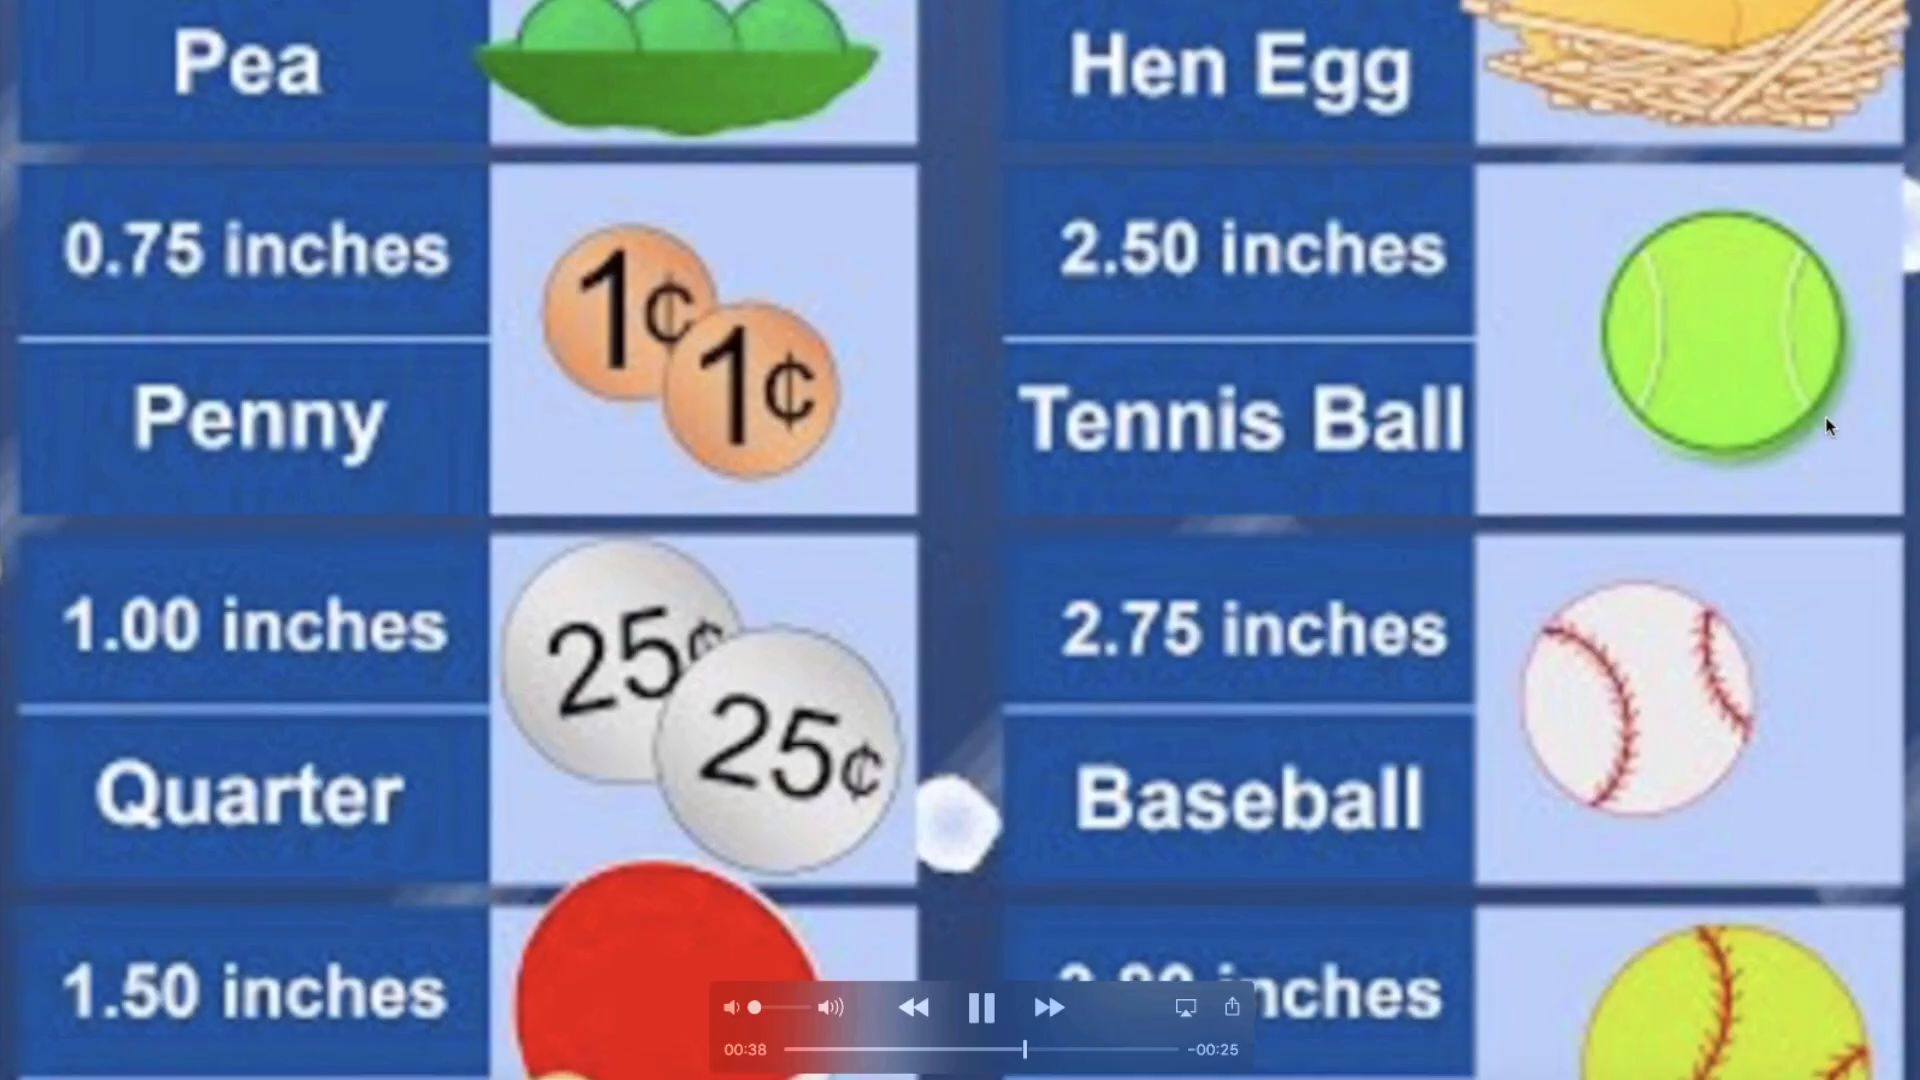 Pea
0.75 inches
1¢
1¢
Penny
1.00 inches
25¢
25¢
Quarter
1.50 inches
Hen Egg
2.50 inches
Tennis Ball
2.75 inches
Baseball
inches
00:38
-00:25